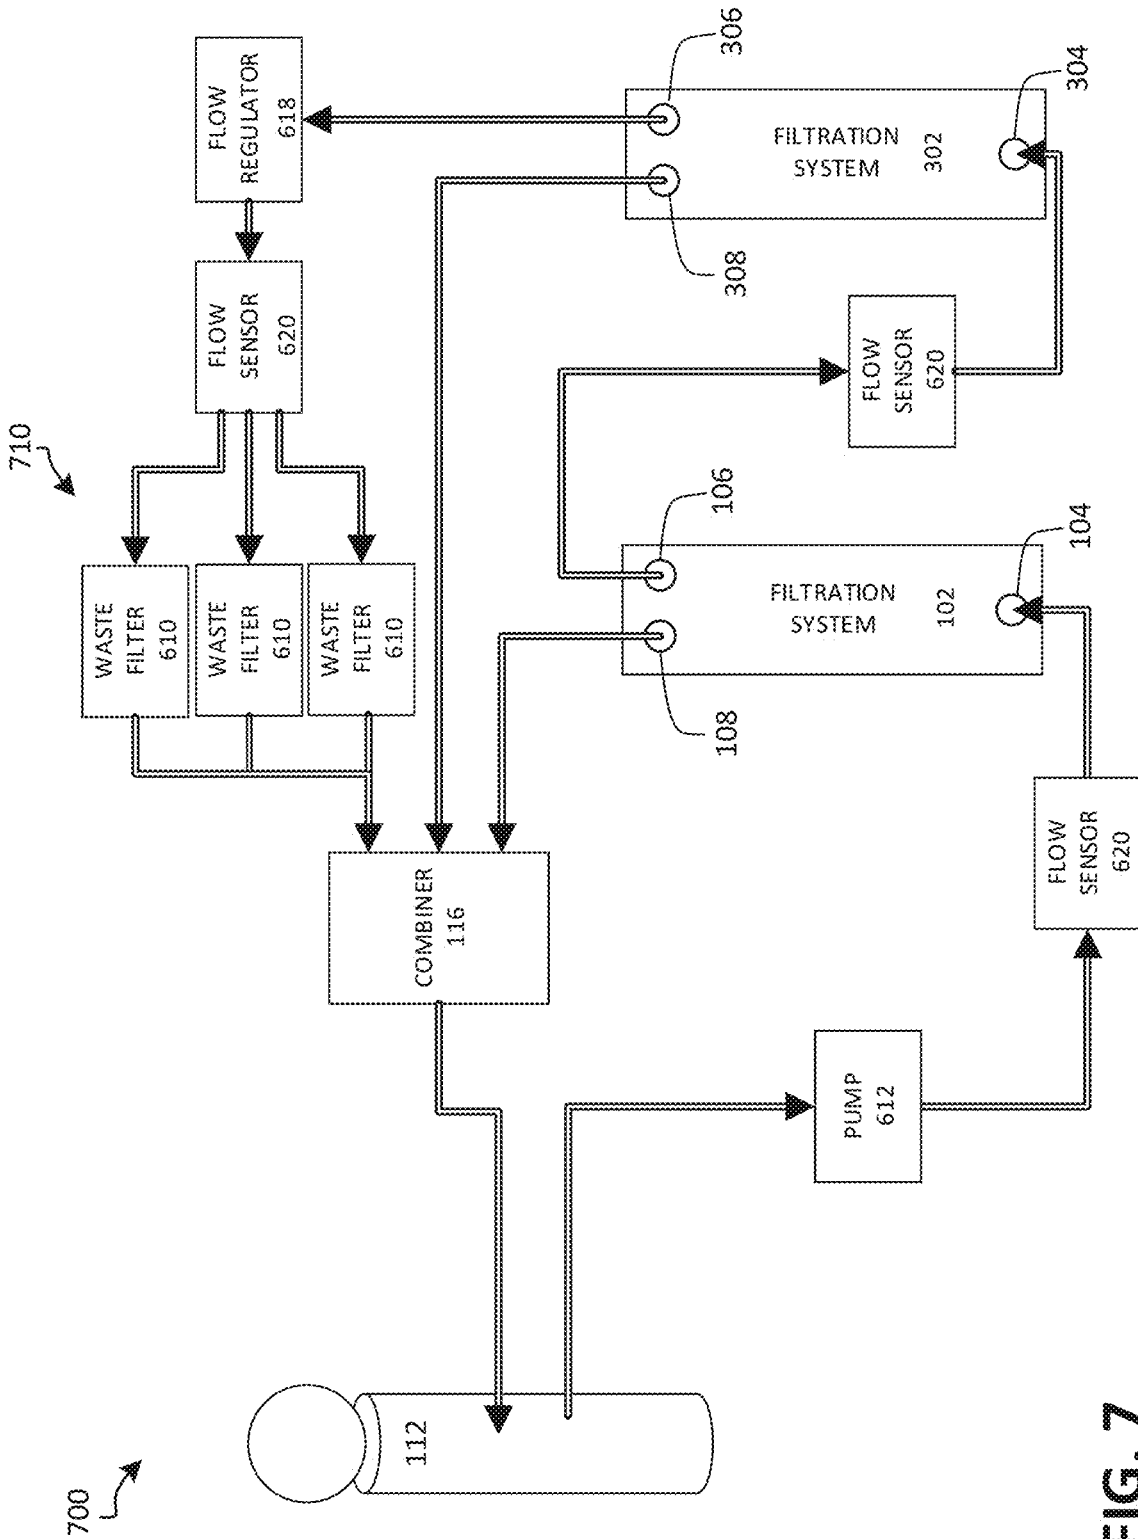 700
112
PUMP
612
FLOW
SENSOR
620
COMBINER
116
108
FILTRATION
SYSTEM
102
104
106
FLOW
SENSOR
620
710
WASTE
FILTER
610
WASTE
FILTER
610
WASTE
FILTER
610
FLOW
SENSOR
620
FLOW
REGULATOR
618
308
FILTRATION
SYSTEM
302
306
304
FIG. 7